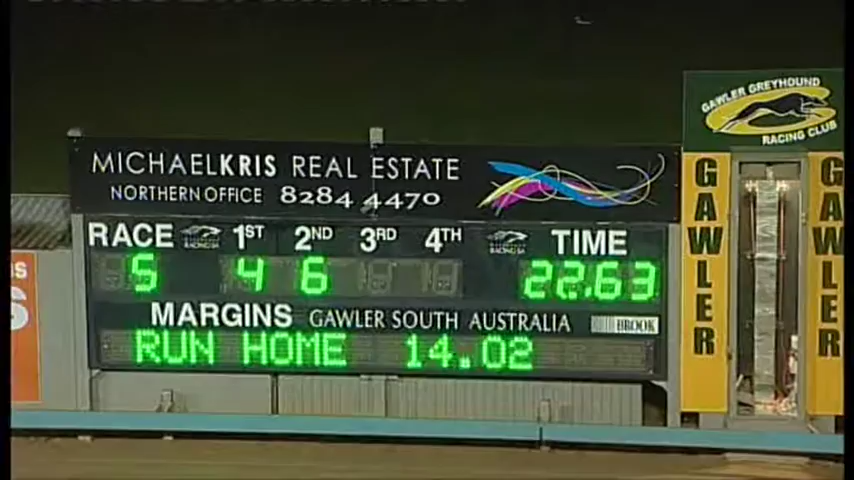 GAWLER GREYHOUND
RACING CLUB
MICHAELKRIS REAL ESTATE
NORTHERN OFFICE 8284 4470
RACE 1ST 2ND 3RD 4TH TIME
5 4 6 22.63
MARGINS GAWLER SOUTH AUSTRALIA BROOK
RUN HOME 14.02
GAWLER
GAWLER